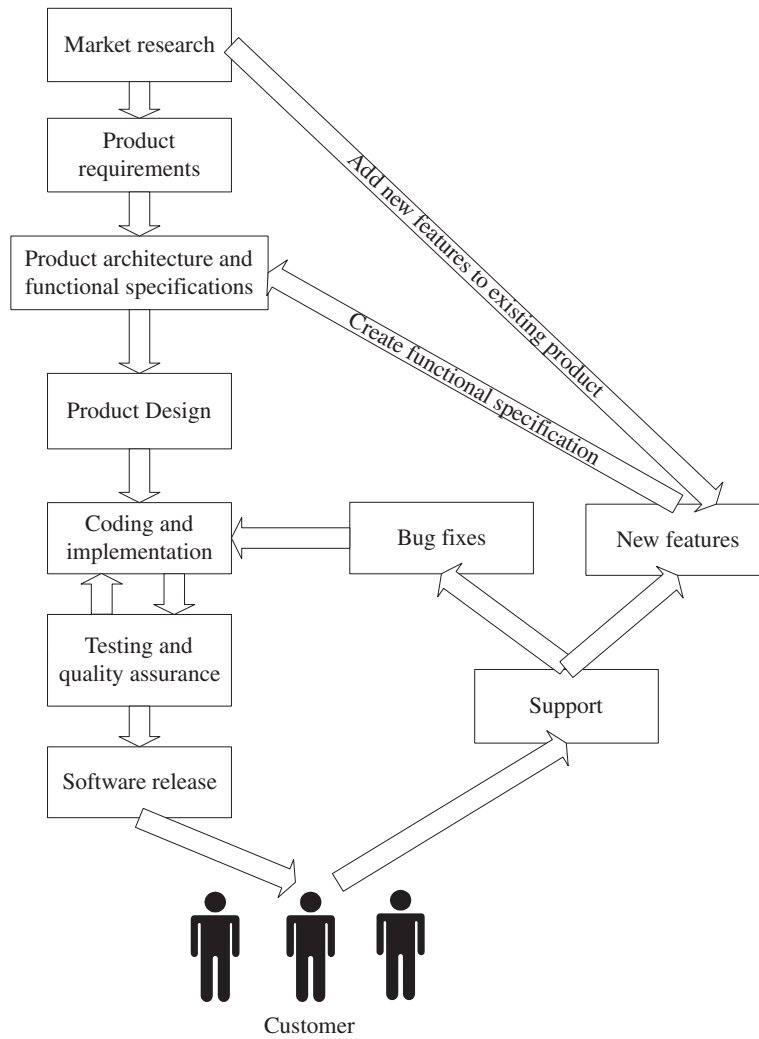 Market research
Product
requirements
Product architecture and
functional specifications
Add new features to existing product
Create functional specification
Product Design
Coding and
implementation
Bug fixes
New features
Testing and
quality assurance
Support
Software release
Customer